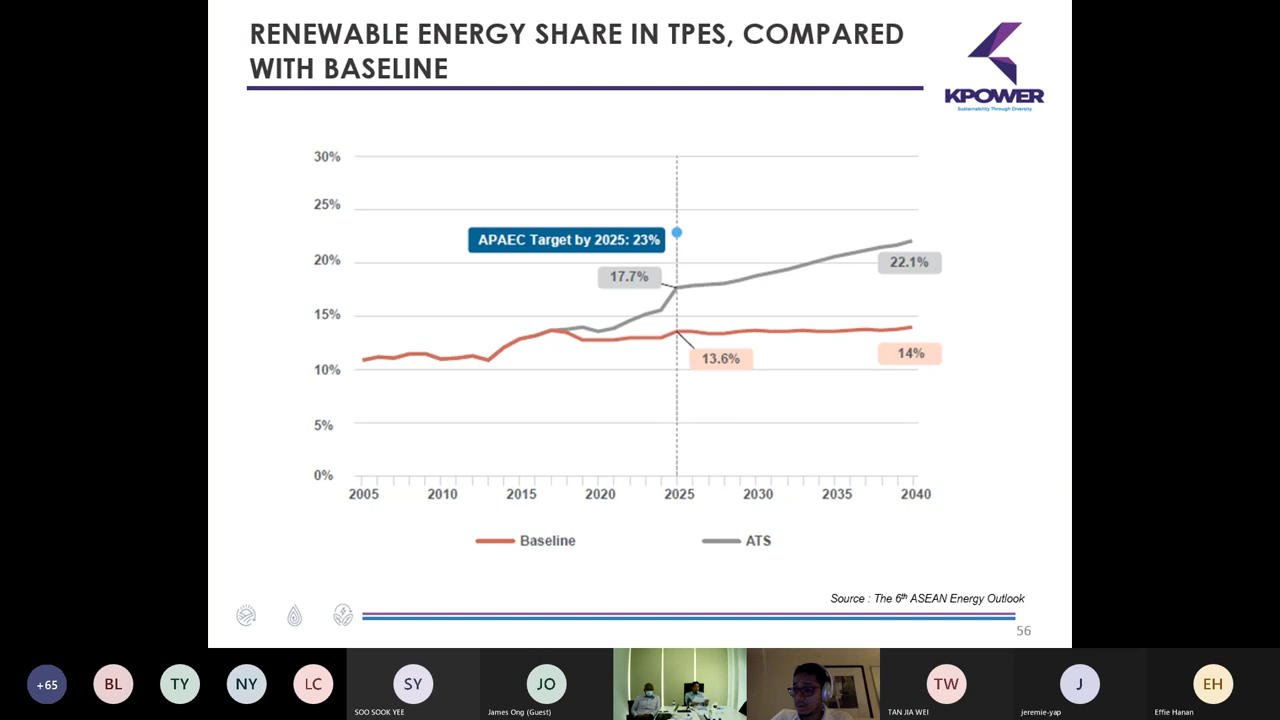 RENEWABLE ENERGY SHARE IN TPES, COMPARED
WITH BASELINE
KPOWER
Sustainability Through Diversity
30%
25%
20%
15%
10%
5%
0%
APAEC Target by 2025: 23%
17.7%
22.1%
13.6%
14%
2005
2010
2015
2020
2025
2030
2035
2040
Baseline
ATS
Source : The 6th ASEAN Energy Outlook
56
+65
BL
TY
NY
LC
SY
SOO SOOK YEE
JO
James Ong (Guest)
TW
TAN JIA WEI
J
jeremie-yap
EH
Effie Hanan